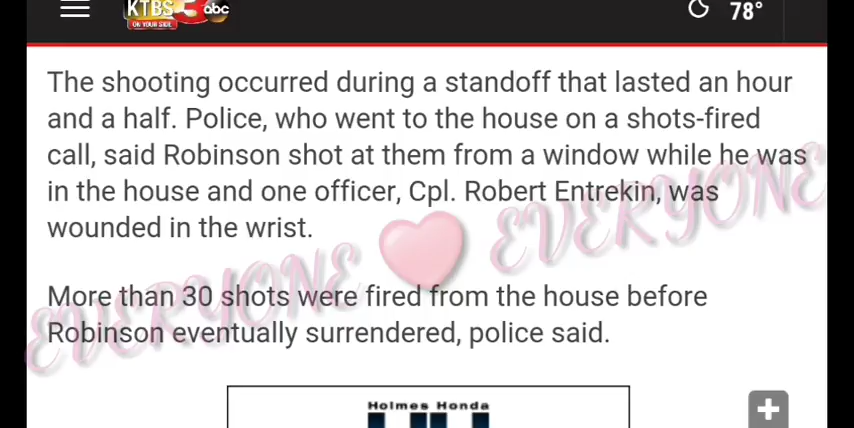 KTBS 3 abc
ON YOUR SIDE
78°
The shooting occurred during a standoff that lasted an hour
and a half. Police, who went to the house on a shots-fired
call, said Robinson shot at them from a window while he was
in the house and one officer, Cpl. Robert Entrekin, was
wounded in the wrist.
EVERYONE EVERYONE
More than 30 shots were fired from the house before
Robinson eventually surrendered, police said.
Holmes Honda
+